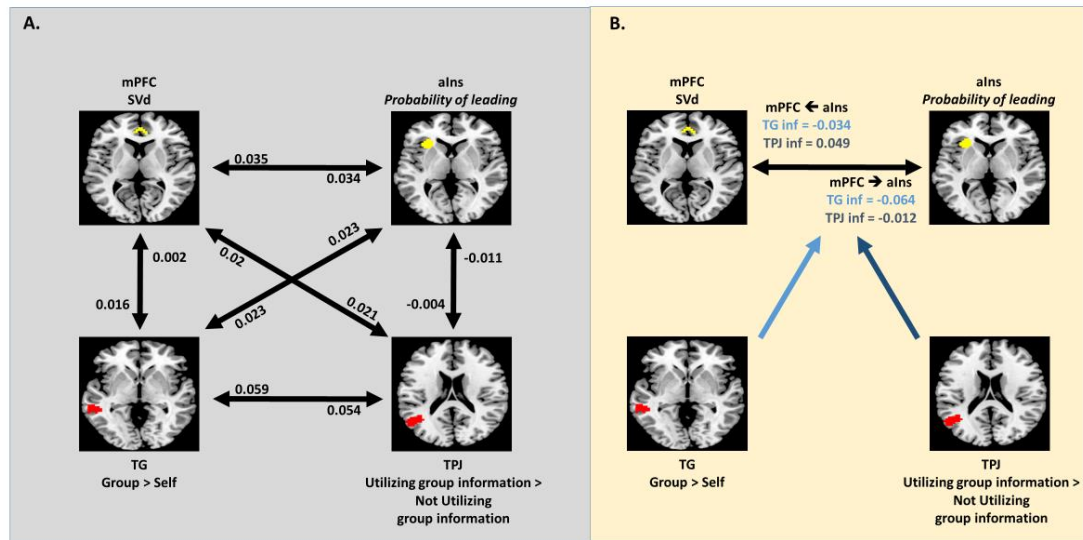 A.
mPFC
SVd
aIns
Probability of leading
0.035
0.034
0.002
0.016
0.02
0.021
0.023
0.023
-0.011
-0.004
0.059
0.054
TG
Group > Self
TPJ
Utilizing group information >
Not Utilizing
group information
B.
mPFC
SVd
aIns
Probability of leading
mPFC ← aIns
TG inf = -0.034
TPJ inf = 0.049
mPFC → aIns
TG inf = -0.064
TPJ inf = -0.012
TG
Group > Self
TPJ
Utilizing group information >
Not Utilizing
group information